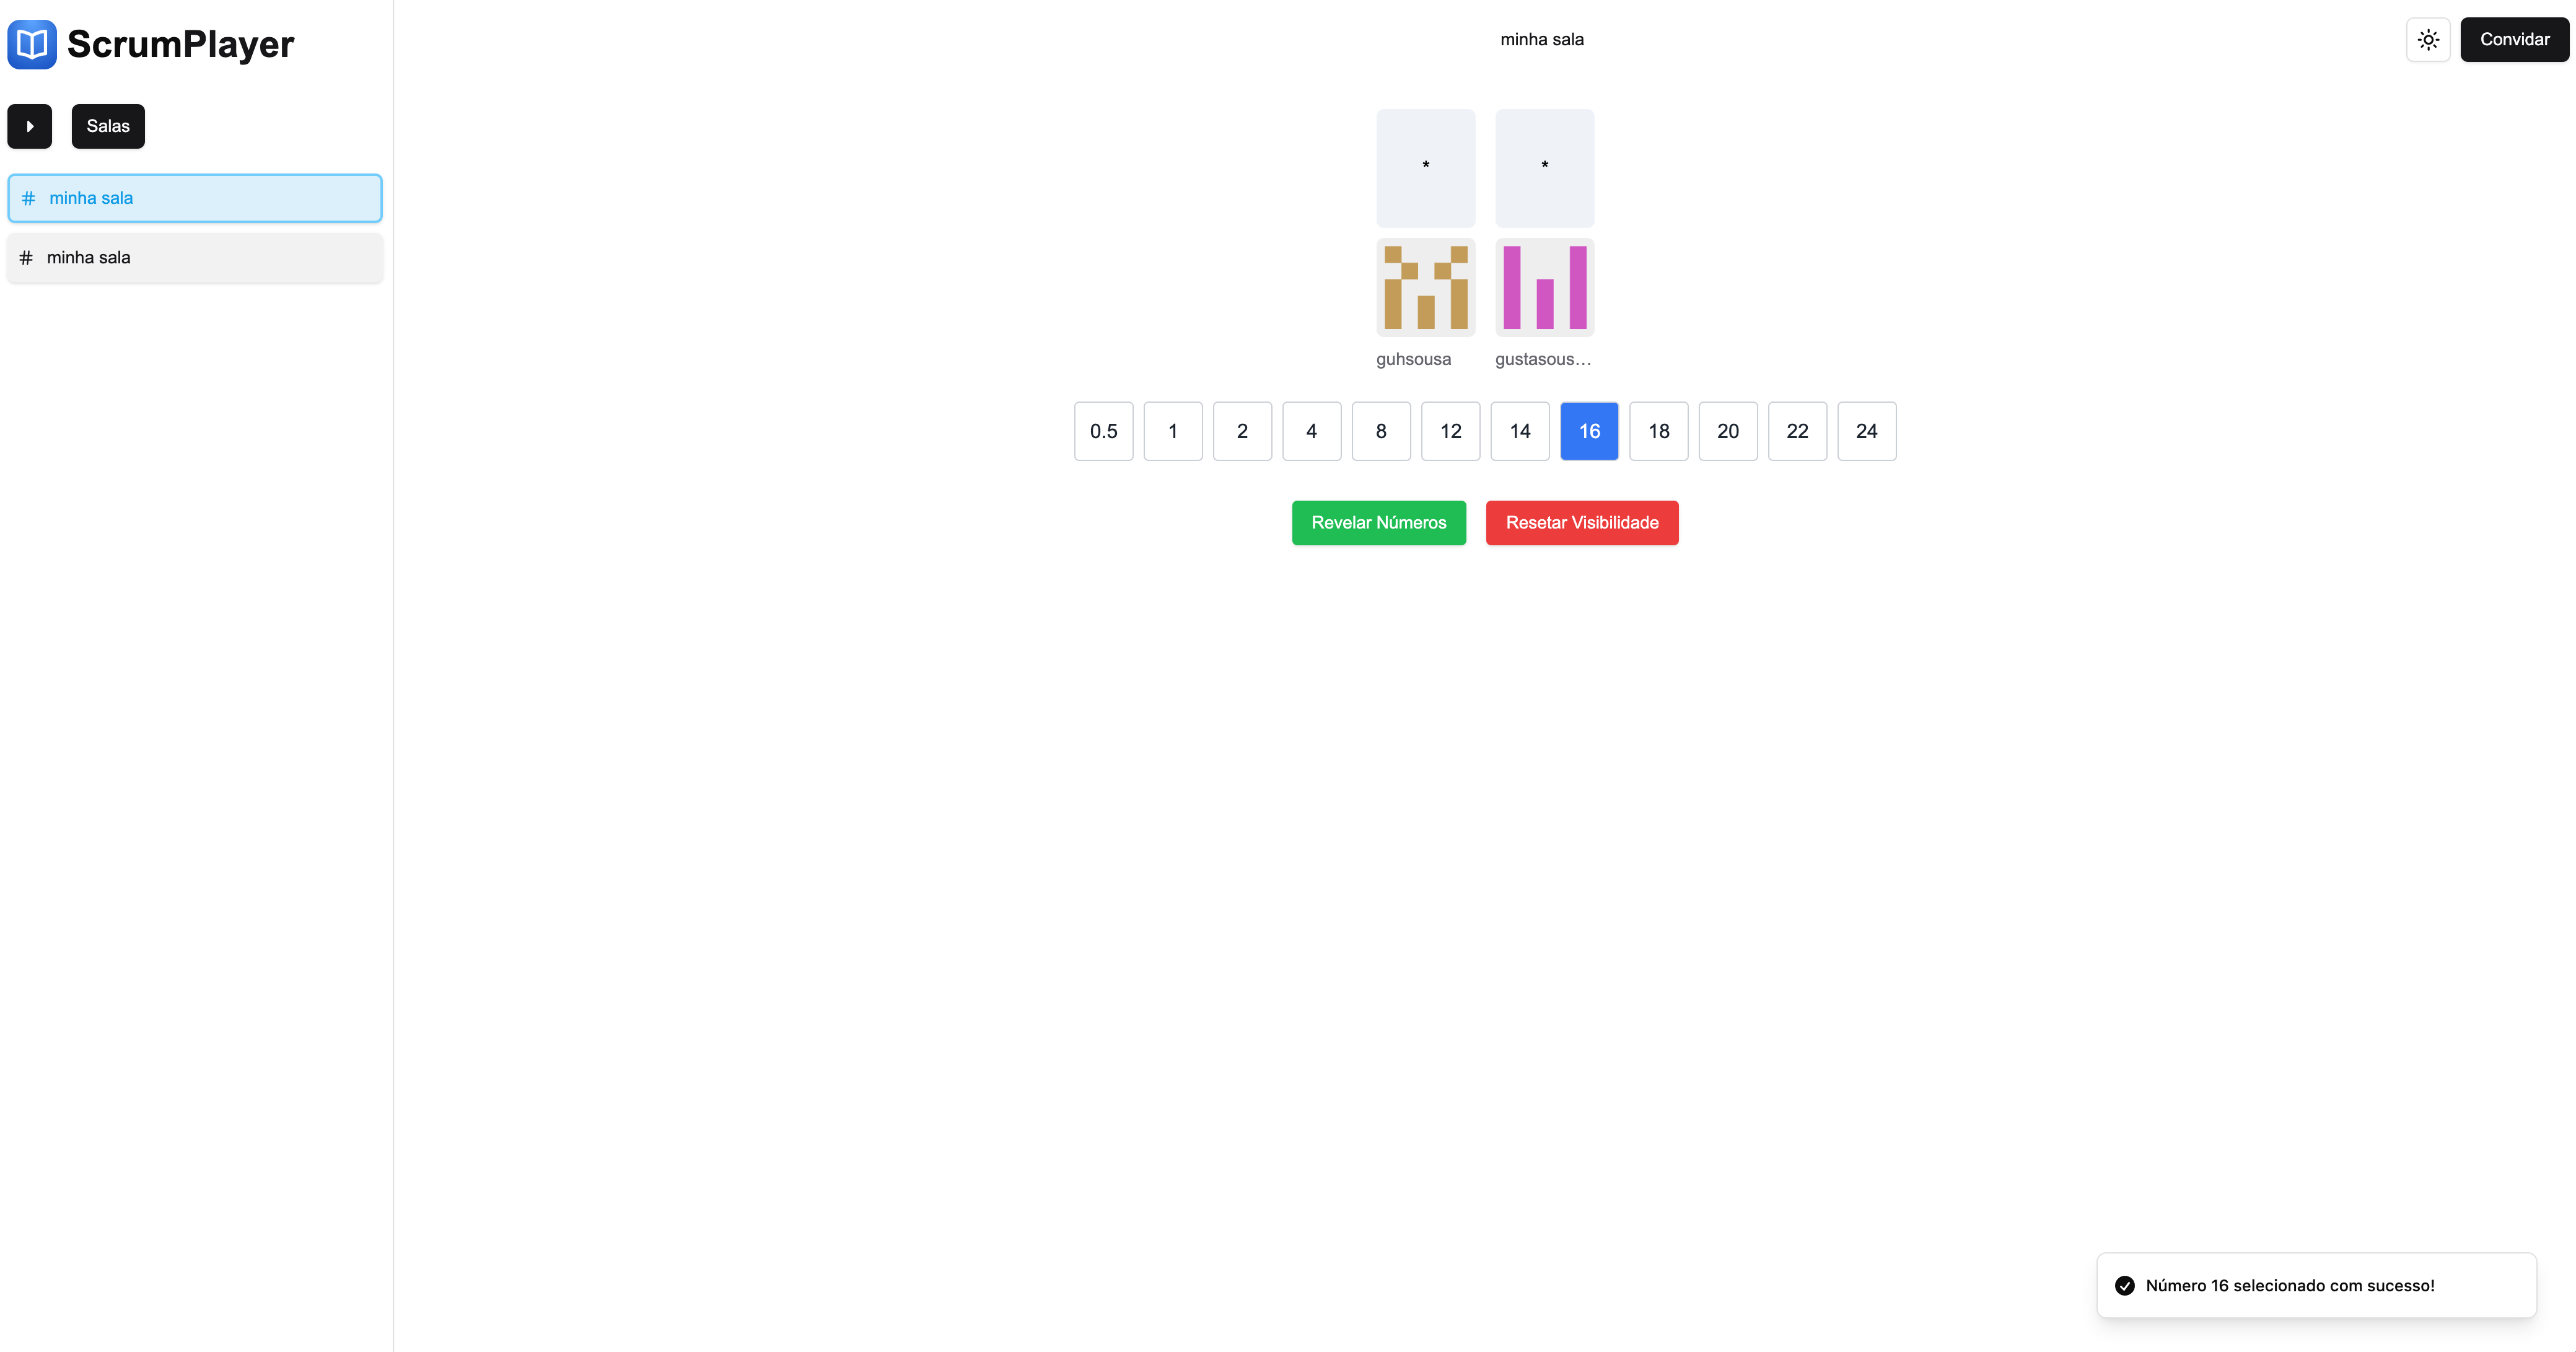 ScrumPlayer
Salas
# minha sala
# minha sala
minha sala
Convidar
* *
guhsousa gustasous…
0.5 1 2 4 8 12 14 16 18 20 22 24
Revelar Números Resetar Visibilidade
Número 16 selecionado com sucesso!